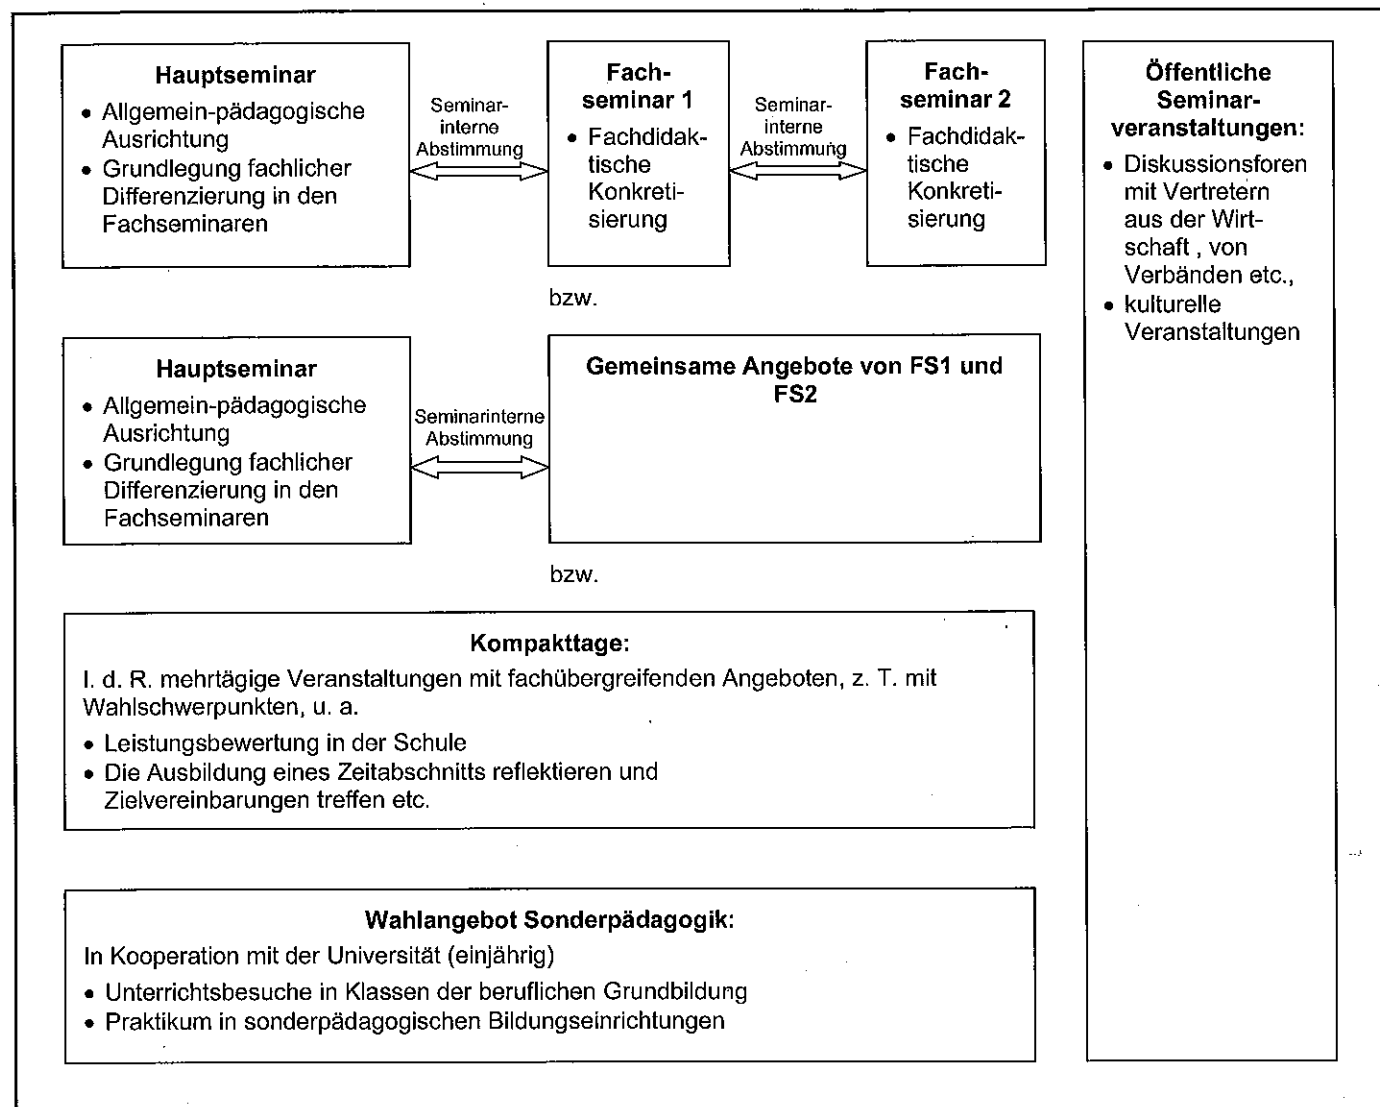 Hauptseminar
• Allgemein-pädagogische
Ausrichtung
• Grundlegung fachlicher
Differenzierung in den
Fachseminaren
Seminar-
interne
Abstimmung
Fach-
seminar 1
• Fachdidak-
tische
Konkreti-
sierung
Seminar-
interne
Abstimmung
Fach-
seminar 2
• Fachdidak-
tische
Konkreti-
sierung
bzw.
Hauptseminar
• Allgemein-pädagogische
Ausrichtung
• Grundlegung fachlicher
Differenzierung in den
Fachseminaren
Seminarinterne
Abstimmung
Gemeinsame Angebote von FS1 und
FS2
bzw.
Kompakttage:
I. d. R. mehrtägige Veranstaltungen mit fachübergreifenden Angeboten, z. T. mit
Wahlschwerpunkten, u. a.
• Leistungsbewertung in der Schule
• Die Ausbildung eines Zeitabschnitts reflektieren und
Zielvereinbarungen treffen etc.
Wahlangebot Sonderpädagogik:
In Kooperation mit der Universität (einjährig)
• Unterrichtsbesuche in Klassen der beruflichen Grundbildung
• Praktikum in sonderpädagogischen Bildungseinrichtungen
Öffentliche
Seminar-
veranstaltungen:
• Diskussionsforen
mit Vertretern
aus der Wirt-
schaft , von
Verbänden etc.,
• kulturelle
Veranstaltungen